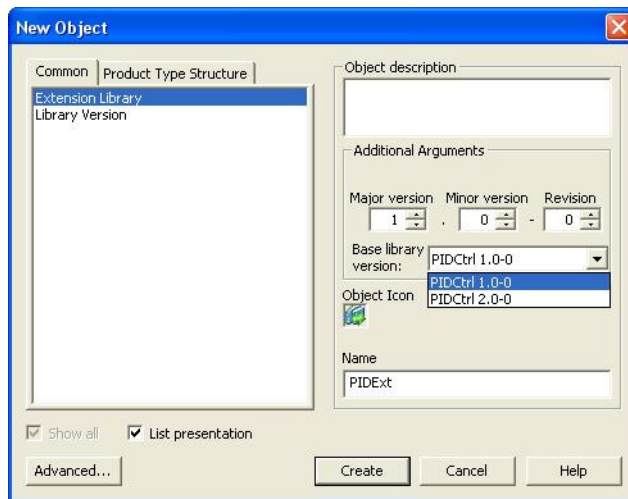 New Object
Common
Product Type Structure
Extension Library
Library Version
Object description
Additional Arguments
Major version Minor version Revision
1 . 0 - 0
Base library version:
PIDCtrl 1.0-0
PIDCtrl 1.0-0
PIDCtrl 2.0-0
Object Icon
Name
PIDExt
Show all
List presentation
Advanced...
Create
Cancel
Help